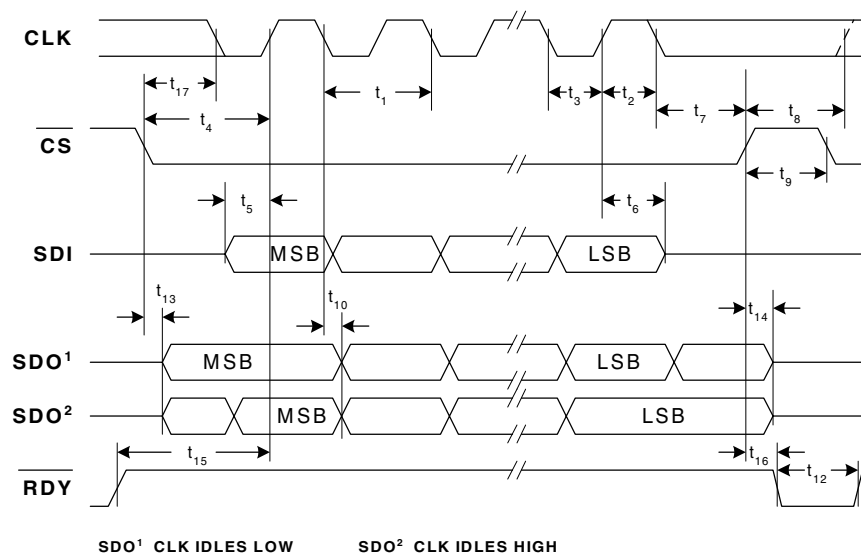 CLK
t17
t1
t3
t2
t4
t7
t8
CS
t9
t5
t6
SDI
MSB
LSB
t13
t10
t14
SDO¹
MSB
LSB
SDO²
MSB
LSB
t15
t16
t12
RDY
SDO¹ CLK IDLES LOW SDO² CLK IDLES HIGH